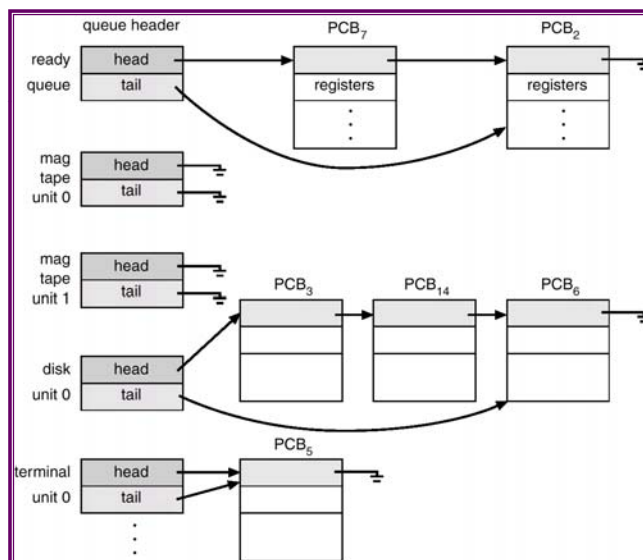 queue header
PCB7
PCB2
ready
queue
head
tail
registers
registers
mag
tape
unit 0
head
tail
mag
tape
unit 1
head
tail
PCB3
PCB14
PCB6
disk
unit 0
head
tail
PCB5
terminal
unit 0
head
tail